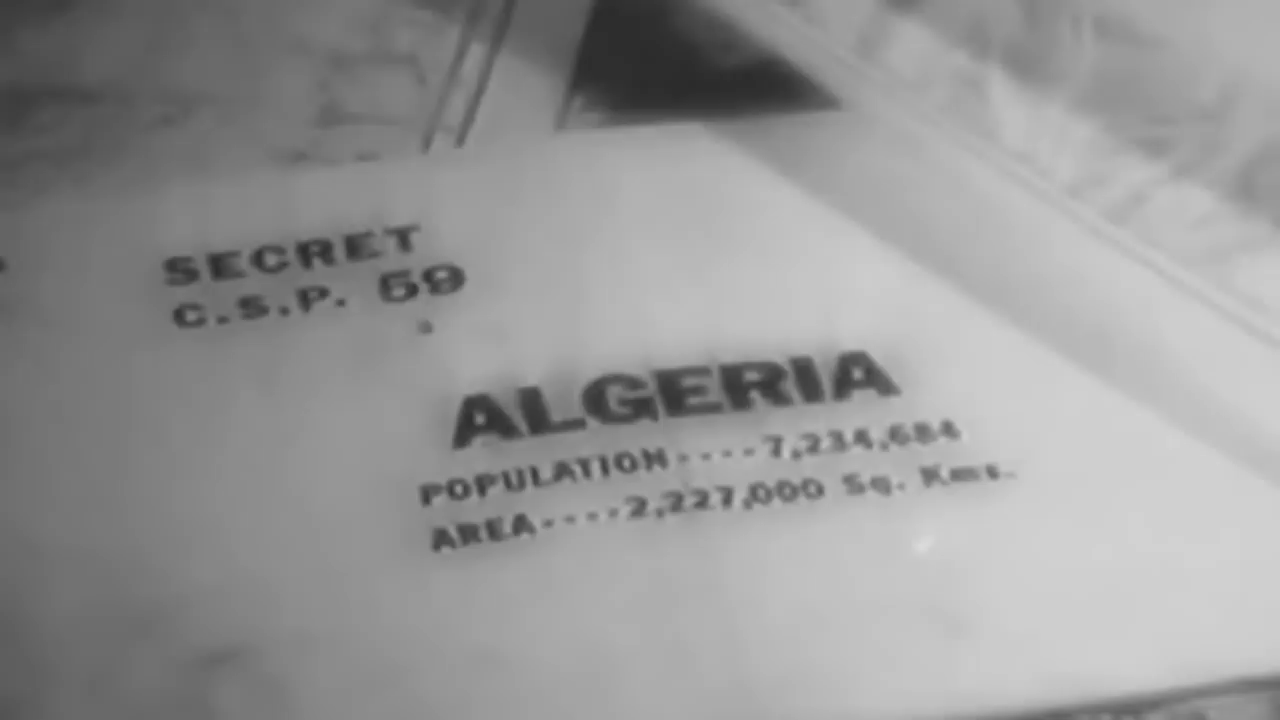 SECRET
C.S.P. 59
ALGERIA
POPULATION----7,234,684
AREA----2,227,000 Sq. Kms.